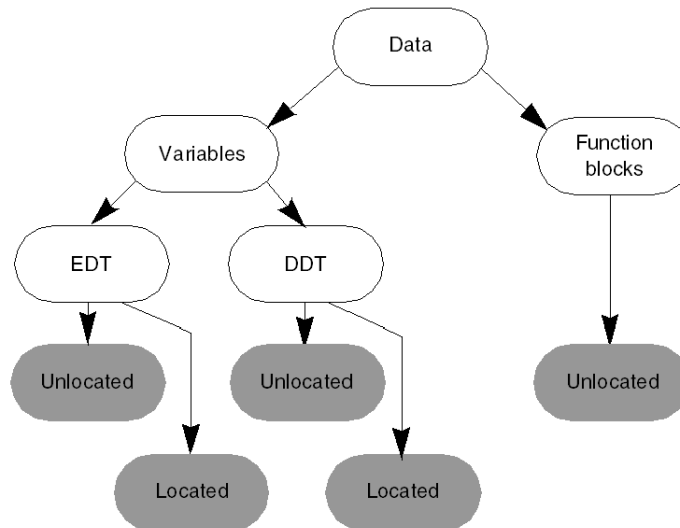 Data
Variables
Function
blocks
EDT
DDT
Unlocated
Unlocated
Unlocated
Located
Located